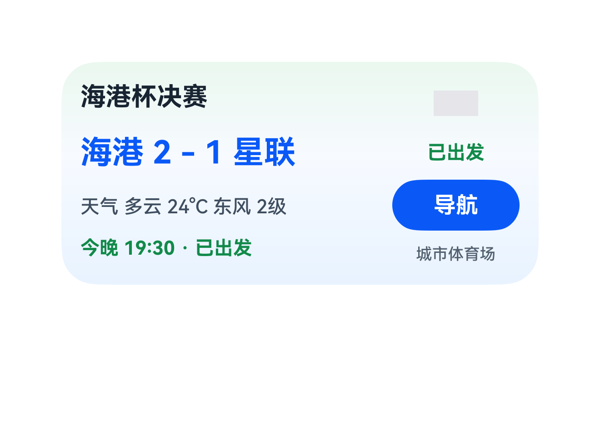 海港杯决赛
海港 2 - 1 星联
天气 多云 24℃ 东风 2级
今晚 19:30 · 已出发
已出发
导航
城市体育场